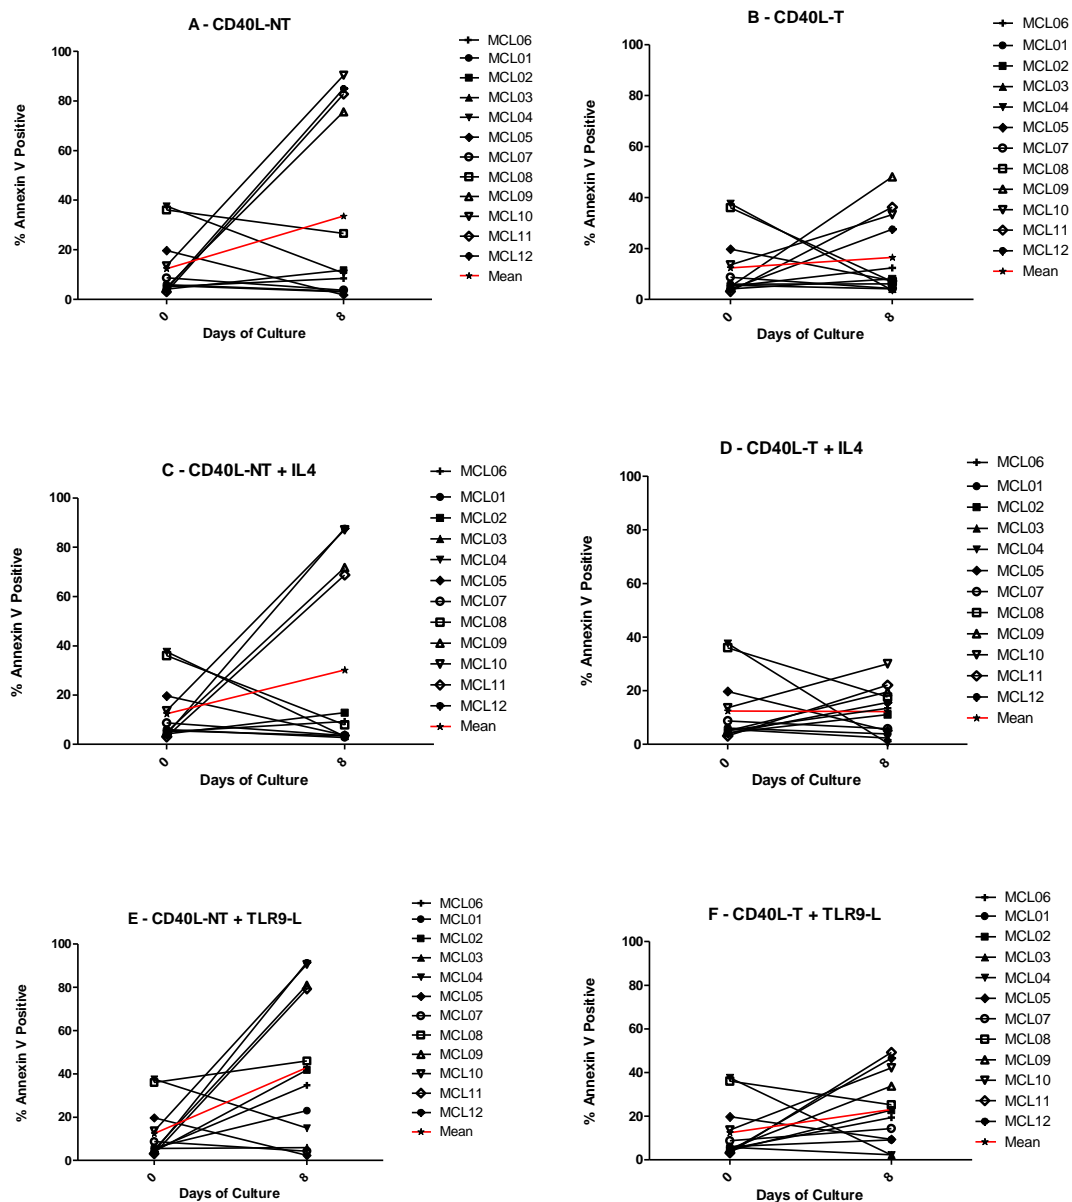 A - CD40L-NT
% Annexin V Positive
100
80
60
40
20
0
0
8
Days of Culture
MCL06
MCL01
MCL02
MCL03
MCL04
MCL05
MCL07
MCL08
MCL09
MCL10
MCL11
MCL12
Mean
B - CD40L-T
% Annexin V Positive
100
80
60
40
20
0
0
8
Days of Culture
MCL06
MCL01
MCL02
MCL03
MCL04
MCL05
MCL07
MCL08
MCL09
MCL10
MCL11
MCL12
Mean
C - CD40L-NT + IL4
% Annexin V Positive
100
80
60
40
20
0
0
8
Days of Culture
MCL06
MCL01
MCL02
MCL03
MCL04
MCL05
MCL07
MCL08
MCL09
MCL10
MCL11
MCL12
Mean
D - CD40L-T + IL4
% Annexin V Positive
100
80
60
40
20
0
0
8
Days of Culture
MCL06
MCL01
MCL02
MCL03
MCL04
MCL05
MCL07
MCL08
MCL09
MCL10
MCL11
MCL12
Mean
E - CD40L-NT + TLR9-L
% Annexin V Positive
100
80
60
40
20
0
0
8
Days of Culture
MCL06
MCL01
MCL02
MCL03
MCL04
MCL05
MCL07
MCL08
MCL09
MCL10
MCL11
MCL12
Mean
F - CD40L-T + TLR9-L
% Annexin V Positive
100
80
60
40
20
0
0
8
Days of Culture
MCL06
MCL01
MCL02
MCL03
MCL04
MCL05
MCL07
MCL08
MCL09
MCL10
MCL11
MCL12
Mean